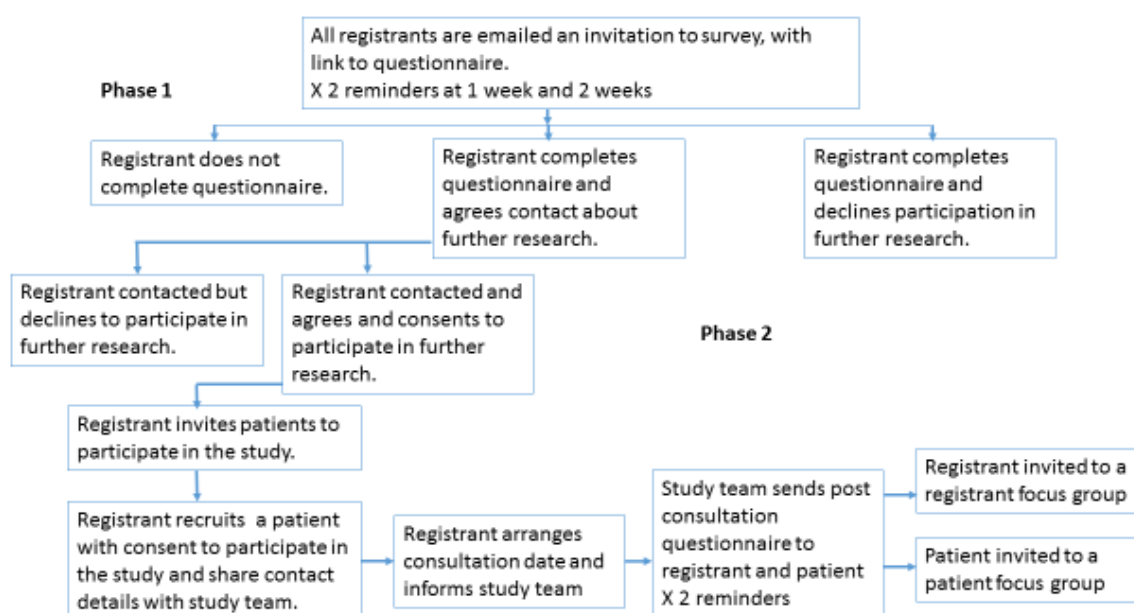 All registrants are emailed an invitation to survey, with
link to questionnaire.
X 2 reminders at 1 week and 2 weeks
Phase 1
Registrant does not
complete questionnaire.
Registrant completes
questionnaire and
agrees contact about
further research.
Registrant completes
questionnaire and
declines participation in
further research.
Registrant contacted but
declines to participate in
further research.
Registrant contacted and
agrees and consents to
participate in further
research.
Phase 2
Registrant invites patients to
participate in the study.
Registrant recruits a patient
with consent to participate in
the study and share contact
details with study team.
Registrant arranges
consultation date and
informs study team
Study team sends post
consultation
questionnaire to
registrant and patient
X 2 reminders
Registrant invited to a
registrant focus group
Patient invited to a
patient focus group